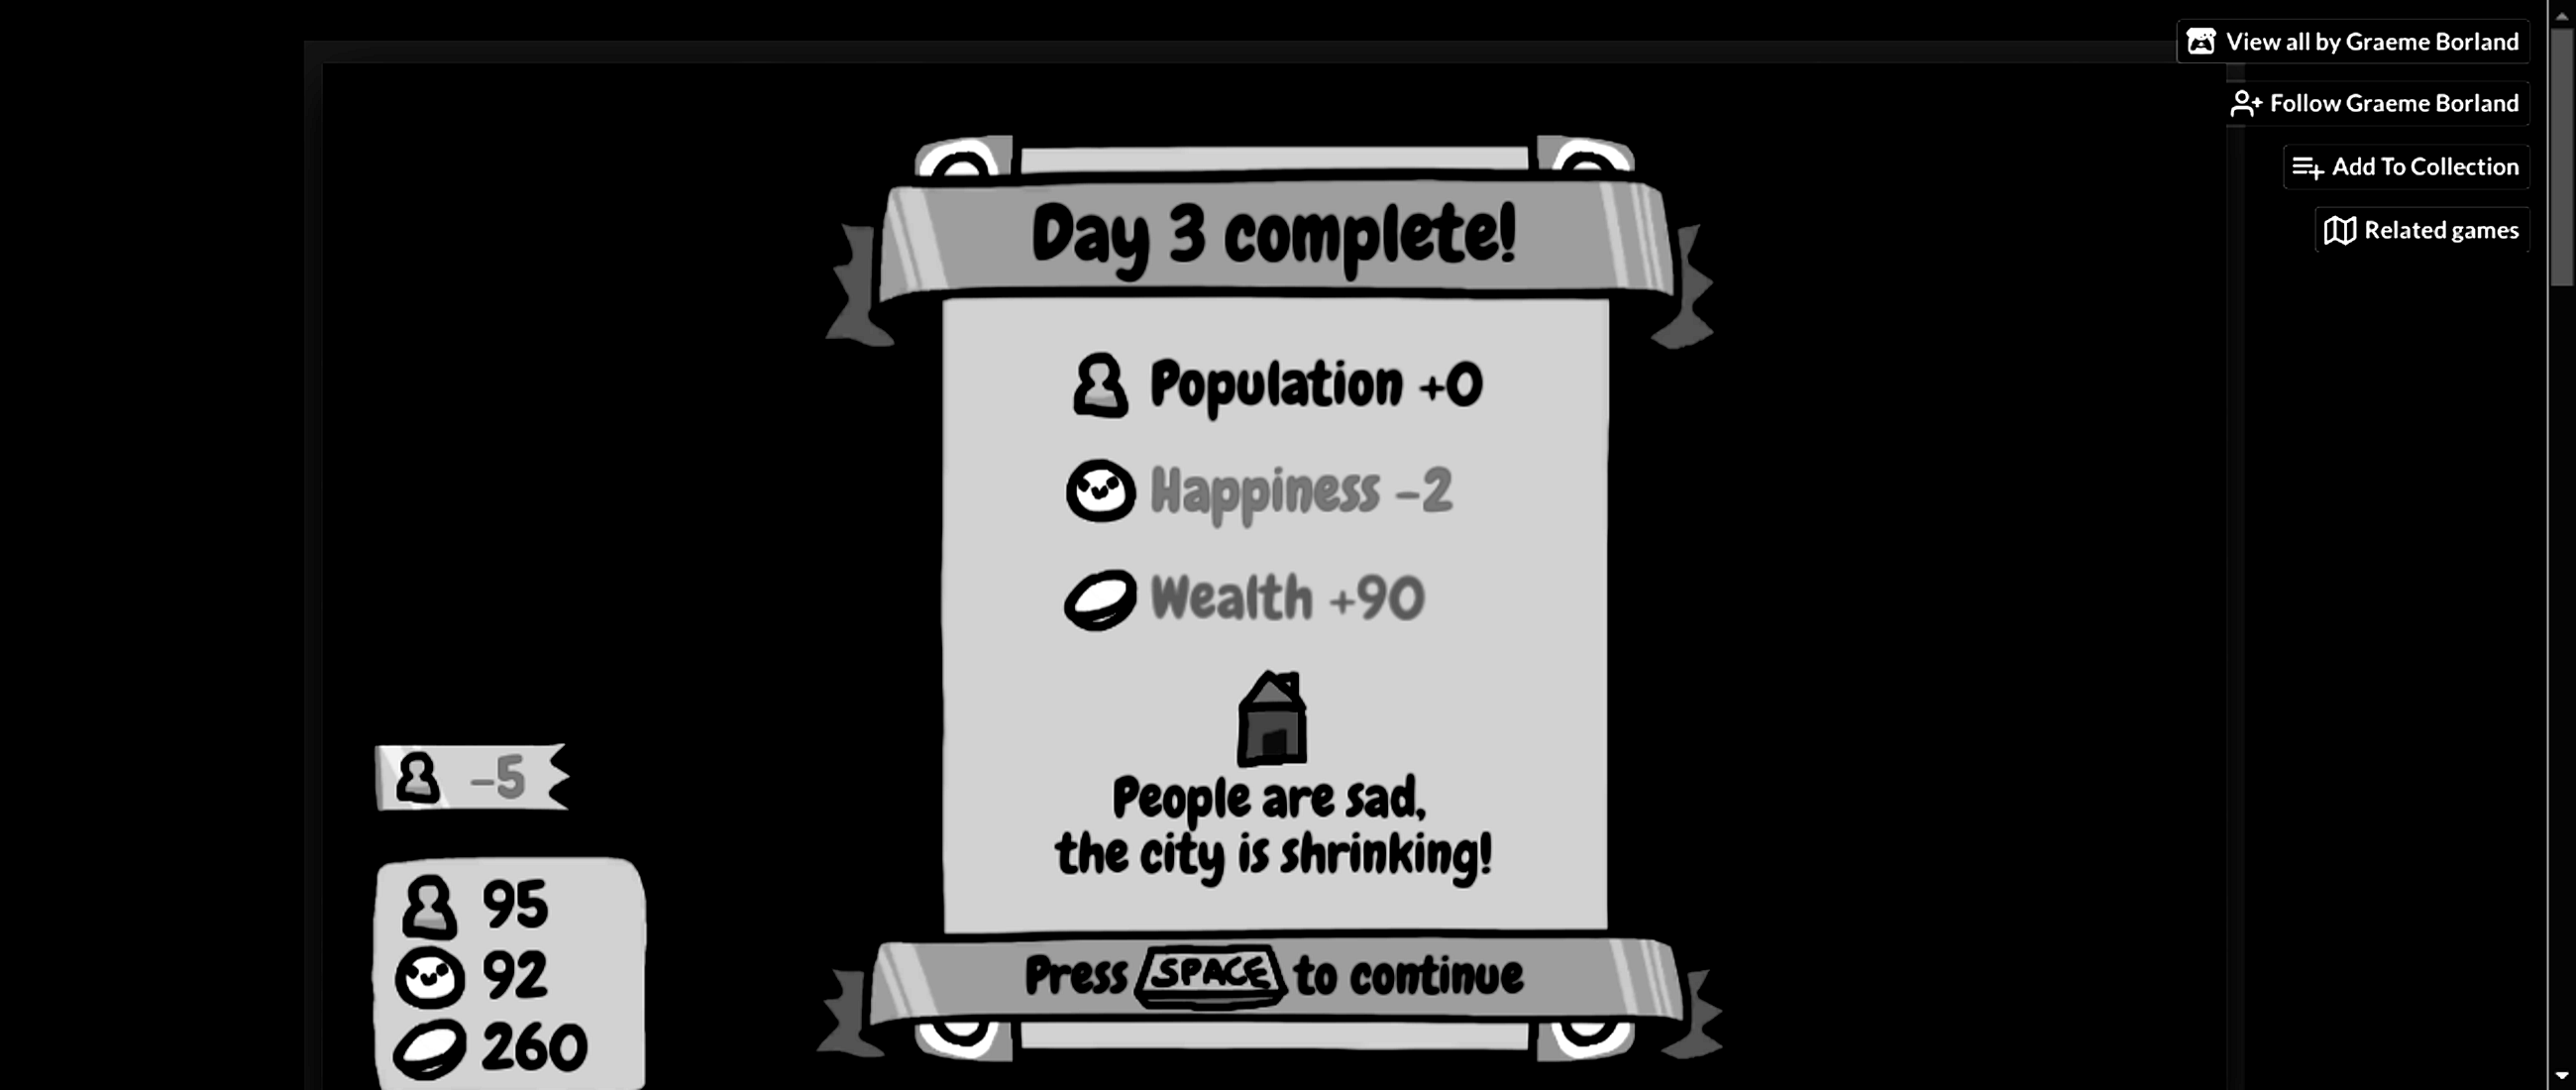 View all by Graeme Borland
Follow Graeme Borland
Add To Collection
Related games
Day 3 complete!
Population +0
Happiness -2
Wealth +90
People are sad,
the city is shrinking!
Press SPACE to continue
-5
95
92
260